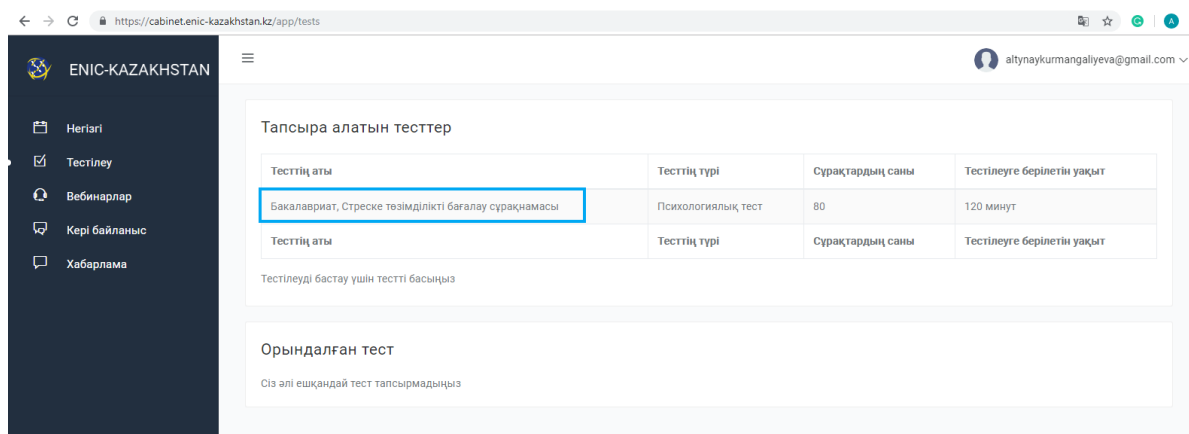 https://cabinet.enic-kazakhstan.kz/app/tests
A
ENIC-KAZAKHSTAN
altynaykurmangaliyeva@gmail.com
Негізгі
Тестілеу
Вебинарлар
Кері байланыс
Хабарлама
Тапсыра алатын тесттер
Тесттің аты Тесттің түрі Сұрақтардың саны Тестілеуге берілетін уақыт
Бакалавриат, Стреске төзімділікті бағалау сұрақнамасы Психологиялық тест 80 120 минут
Тесттің аты Тесттің түрі Сұрақтардың саны Тестілеуге берілетін уақыт
Тестілеуді бастау үшін тестті басыңыз
Орындалған тест
Сіз әлі ешқандай тест тапсырмадыңыз